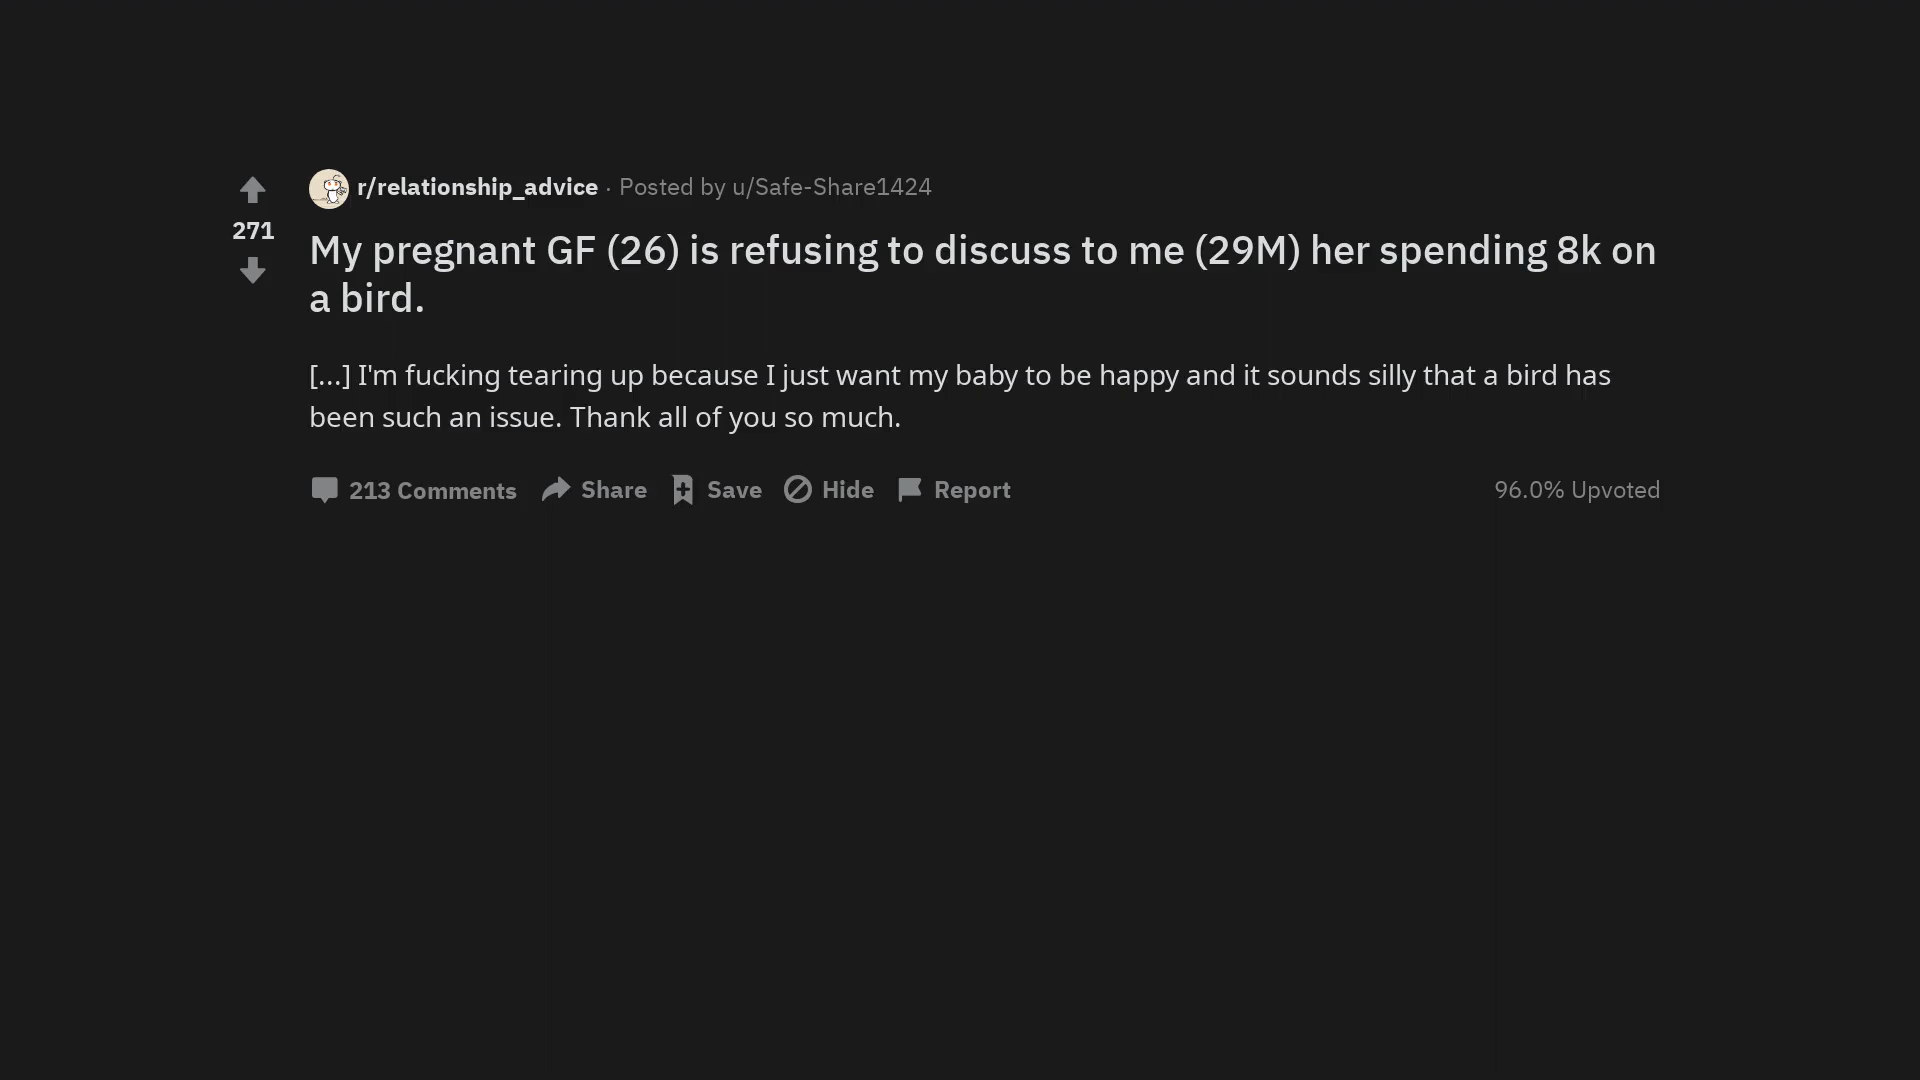 r/relationship_advice · Posted by u/Safe-Share1424
271
My pregnant GF (26) is refusing to discuss to me (29M) her spending 8k on
a bird.
[...] I'm fucking tearing up because I just want my baby to be happy and it sounds silly that a bird has
been such an issue. Thank all of you so much.
213 Comments Share Save Hide Report 96.0% Upvoted